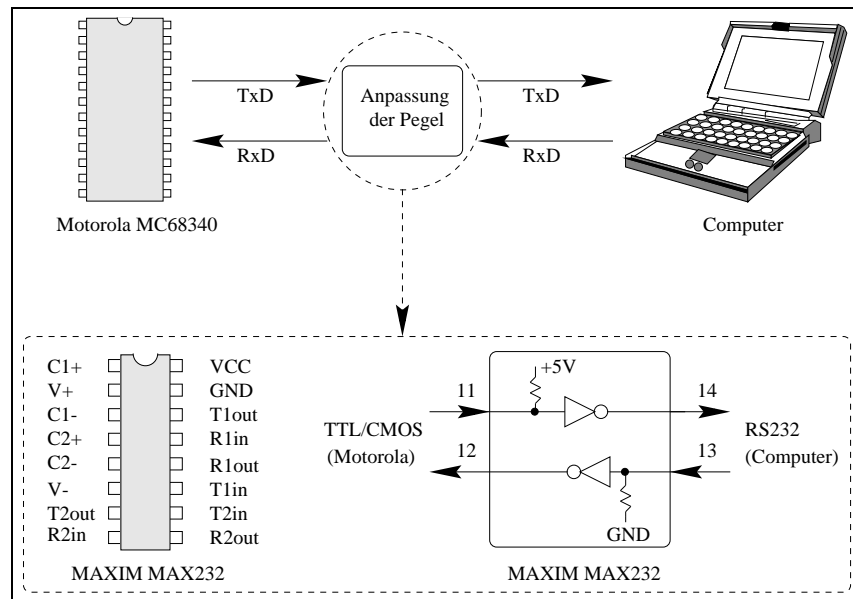 TxD
Anpassung
der Pegel
TxD
RxD
RxD
Motorola MC68340
Computer
C1+
V+
C1-
C2+
C2-
V-
T2out
R2in
VCC
GND
T1out
R1in
R1out
T1in
T2in
R2out
MAXIM MAX232
+5V
11
14
TTL/CMOS
(Motorola)
12
13
RS232
(Computer)
GND
MAXIM MAX232